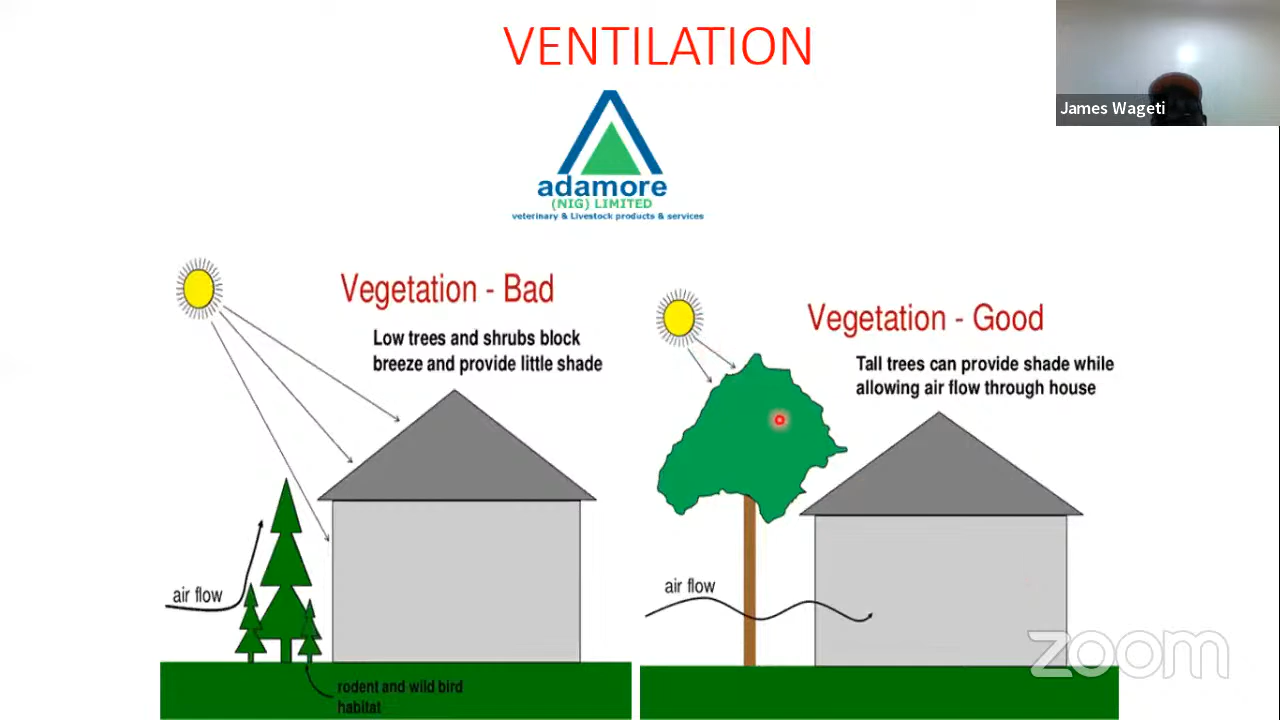 VENTILATION
James Wageti
adamore
(NIG) LIMITED
veterinary & Livestock products & services
Vegetation - Bad
Low trees and shrubs block
breeze and provide little shade
air flow
rodent and wild bird
habitat
Vegetation - Good
Tall trees can provide shade while
allowing air flow through house
air flow
zoom